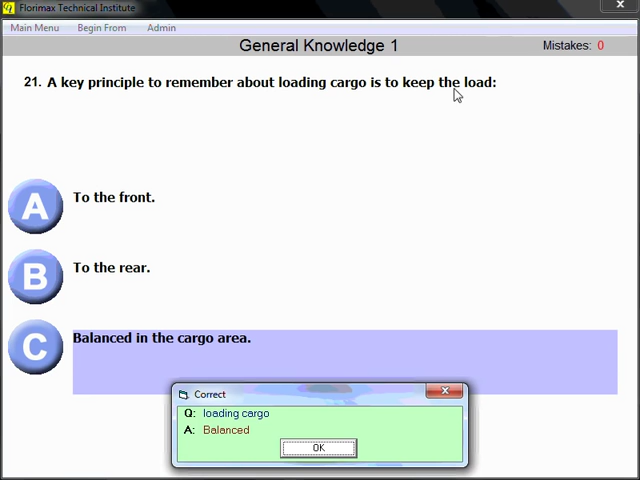 Florimax Technical Institute
Main Menu Begin From Admin
General Knowledge 1 Mistakes: 0
21. A key principle to remember about loading cargo is to keep the load:
A To the front.
B To the rear.
C Balanced in the cargo area.
Correct
Q: loading cargo
A: Balanced
OK